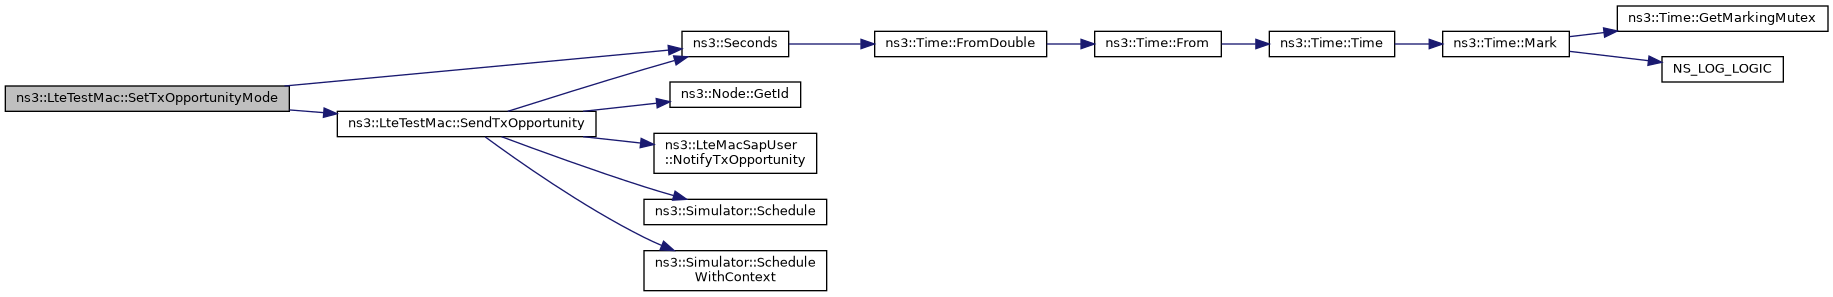 ns3::LteTestMac::SetTxOpportunityMode
ns3::LteTestMac::SendTxOpportunity
ns3::Seconds
ns3::Node::GetId
ns3::LteMacSapUser
::NotifyTxOpportunity
ns3::Simulator::Schedule
ns3::Simulator::Schedule
WithContext
ns3::Time::FromDouble
ns3::Time::From
ns3::Time::Time
ns3::Time::Mark
ns3::Time::GetMarkingMutex
NS_LOG_LOGIC